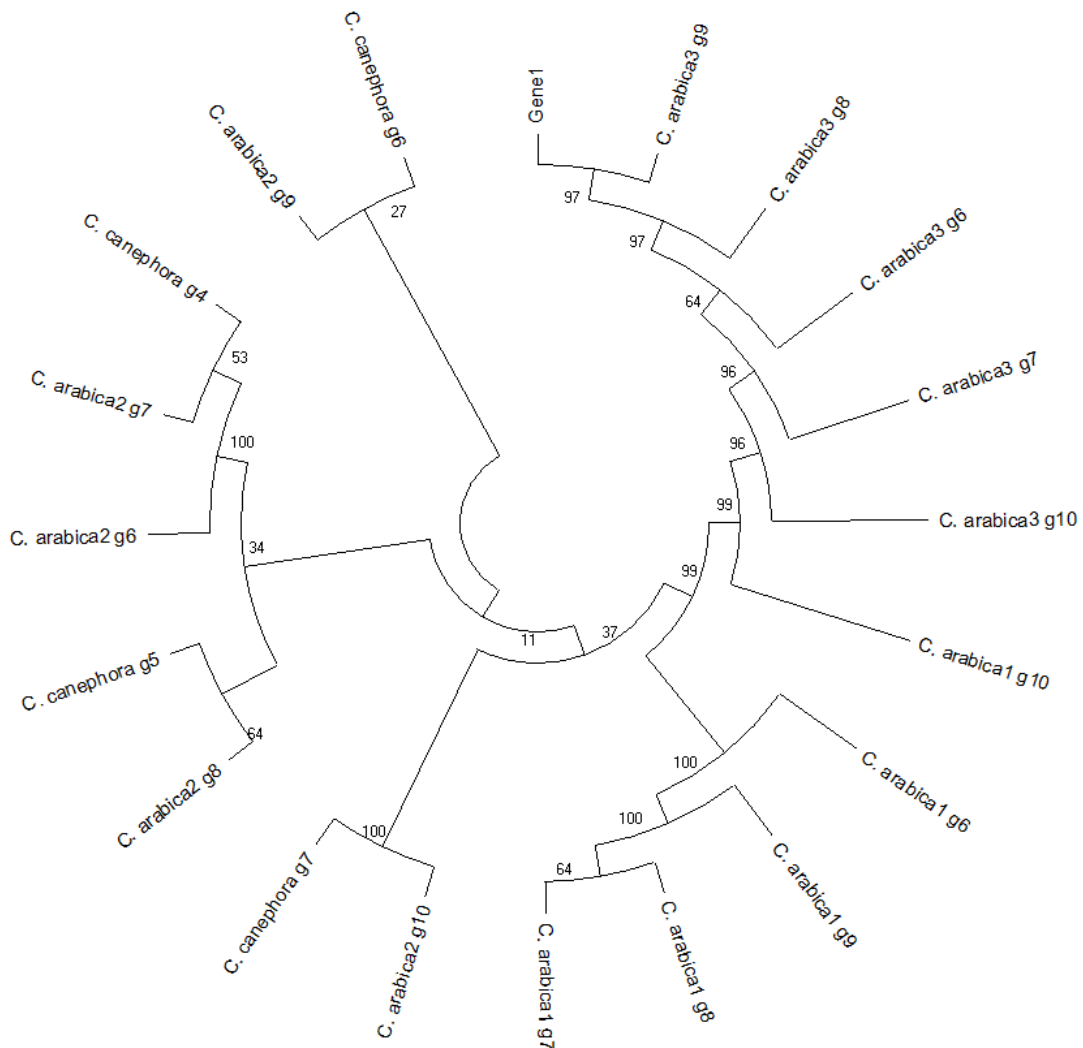 Gene1
C. arabica3 g9
C. arabica3 g8
C. arabica3 g6
C. arabica3 g7
C. arabica3 g10
C. arabica1 g10
C. arabica1 g6
C. arabica1 g9
C. arabica1 g8
C. arabica1 g7
C. arabica2 g10
C. canephora g7
C. arabica2 g8
C. canephora g5
C. arabica2 g6
C. arabica2 g7
C. canephora g4
C. arabica2 g9
C. canephora g6
97
97
64
96
96
99
99
37
11
100
100
64
100
64
34
100
53
27